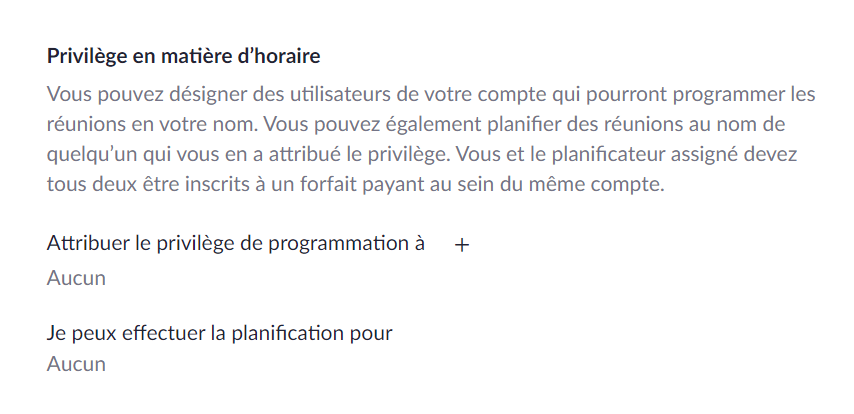 Privilège en matière d’horaire
Vous pouvez désigner des utilisateurs de votre compte qui pourront programmer les
réunions en votre nom. Vous pouvez également planifier des réunions au nom de
quelqu’un qui vous en a attribué le privilège. Vous et le planificateur assigné devez
tous deux être inscrits à un forfait payant au sein du même compte.
Attribuer le privilège de programmation à +
Aucun
Je peux effectuer la planification pour
Aucun